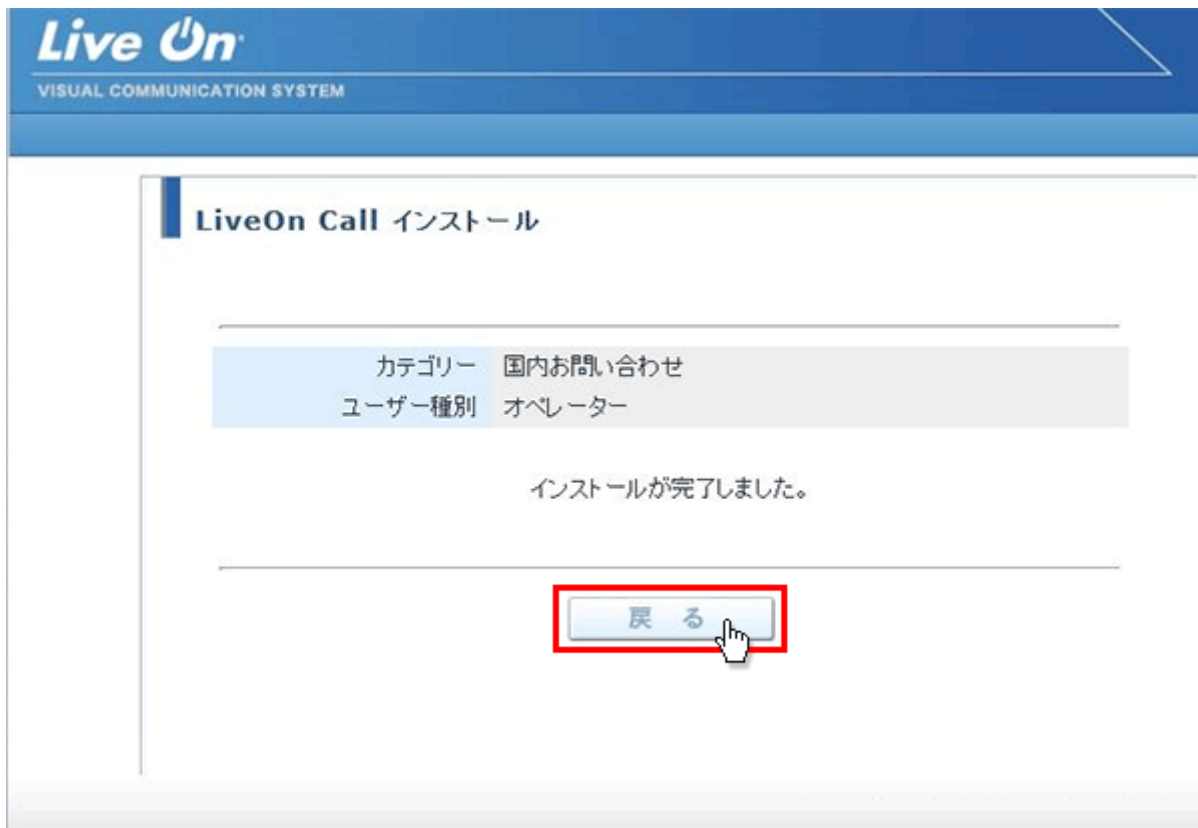 Live On
VISUAL COMMUNICATION SYSTEM
LiveOn Call インストール
カテゴリー 国内お問い合わせ
ユーザー種別 オペレーター
インストールが完了しました。
戻る